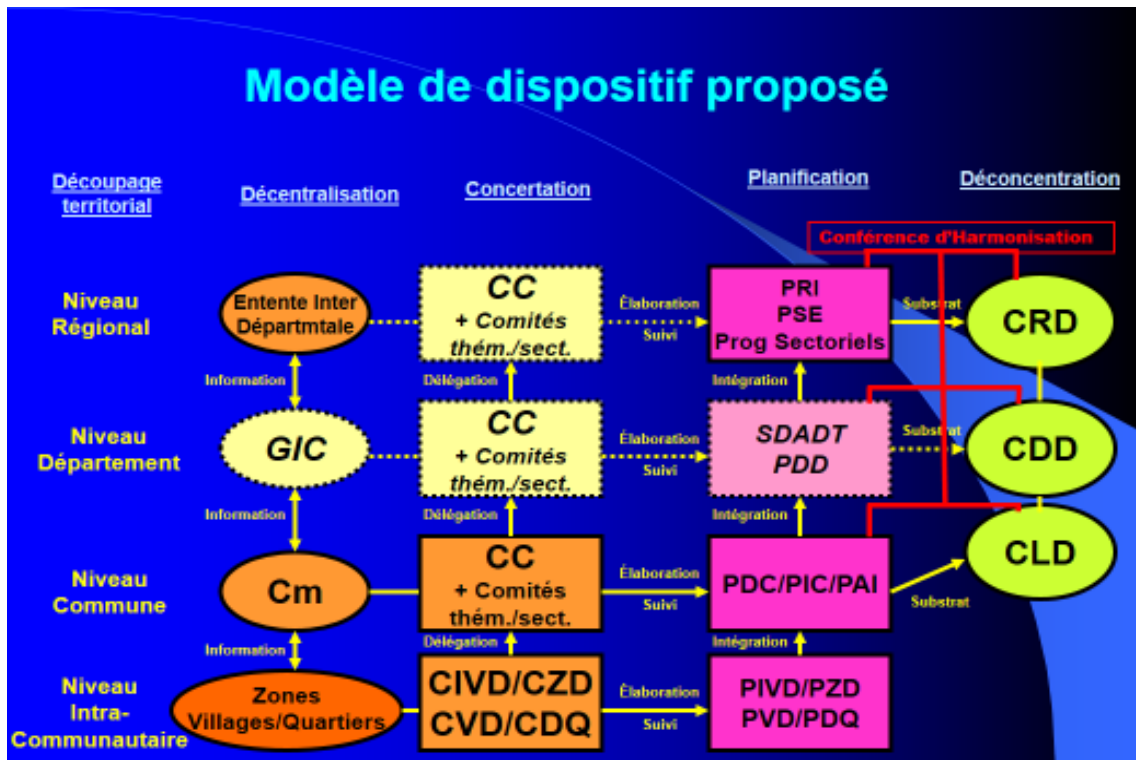 Modèle de dispositif proposé
Découpage
territorial
Décentralisation
Concertation
Planification
Déconcentration
Conférence d'Harmonisation
Niveau
Régional
Entente Inter
Départmtale
CC
+ Comités
thém./sect.
Élaboration
Suivi
PRI
PSE
Prog Sectoriels
Substrat
CRD
Information
Délégation
Intégration
Niveau
Département
GIC
CC
+ Comités
thém./sect.
Élaboration
Suivi
SDADT
PDD
Substrat
CDD
Information
Délégation
Intégration
Niveau
Commune
Cm
CC
+ Comités
thém./sect.
Élaboration
Suivi
PDC/PIC/PAI
Substrat
CLD
Information
Délégation
Intégration
Niveau
Intra-
Communautaire
Zones
Villages/Quartiers
CIVD/CZD
CVD/CDQ
Élaboration
Suivi
PIVD/PZD
PVD/PDQ